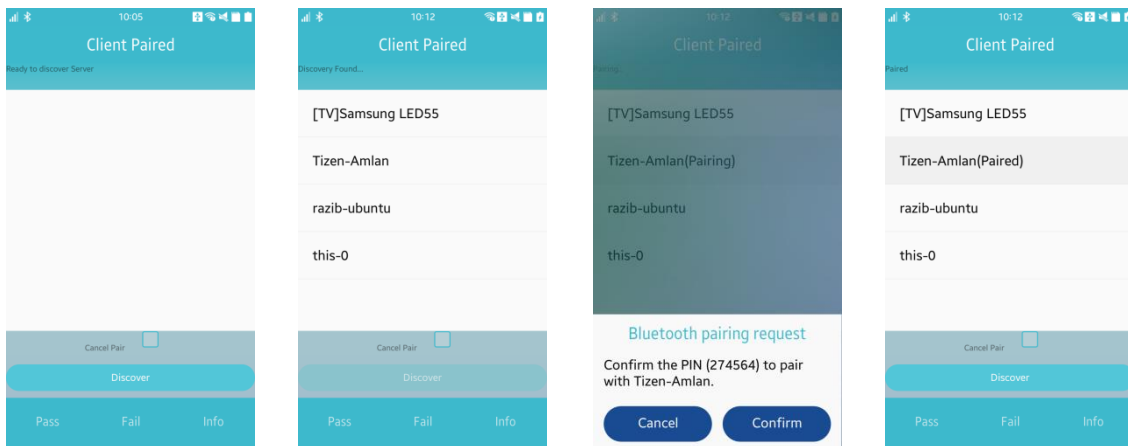 10:05
Client Paired
Ready to discover Server
Cancel Pair
Discover
Pass Fail Info
10:12
Client Paired
Discovery Found...
[TV]Samsung LED55
Tizen-Amlan
razib-ubuntu
this-0
Cancel Pair
Discover
Pass Fail Info
10:12
Client Paired
Pairing...
[TV]Samsung LED55
Tizen-Amlan(Pairing)
razib-ubuntu
this-0
Bluetooth pairing request
Confirm the PIN (274564) to pair
with Tizen-Amlan.
Cancel Confirm
10:12
Client Paired
Paired
[TV]Samsung LED55
Tizen-Amlan(Paired)
razib-ubuntu
this-0
Cancel Pair
Discover
Pass Fail Info